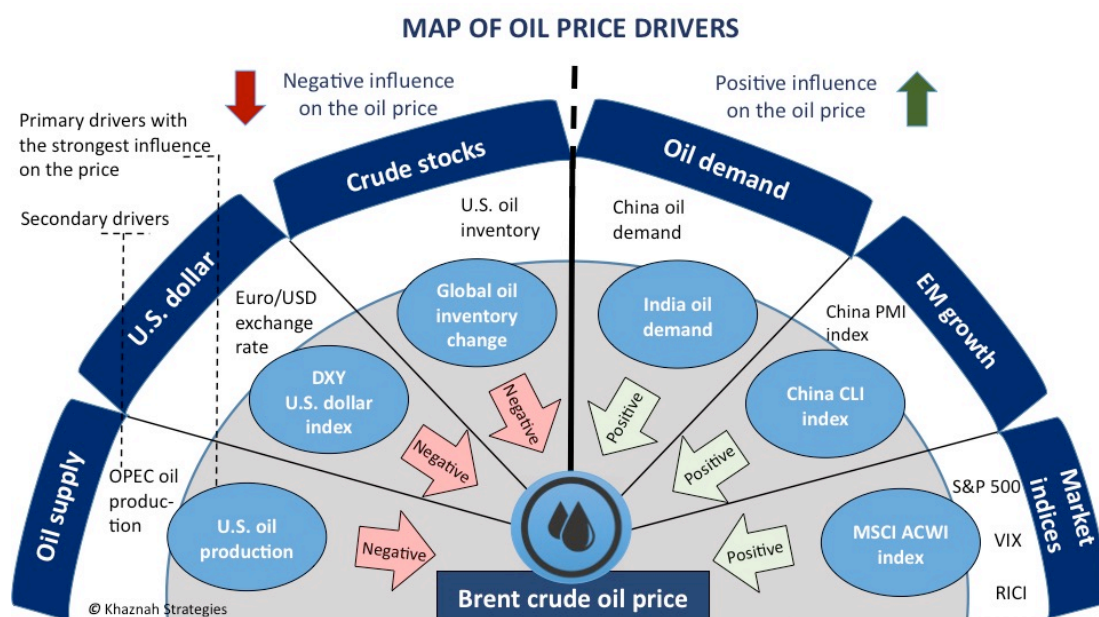 MAP OF OIL PRICE DRIVERS
Negative influence
on the oil price
Positive influence
on the oil price
Primary drivers with
the strongest influence
on the price
Secondary drivers
Oil supply
U.S. dollar
Crude stocks
Oil demand
EM growth
Market
indices
OPEC oil
produc-
tion
U.S. oil
production
Negative
Euro/USD
exchange
rate
DXY
U.S. dollar
index
Negative
U.S. oil
inventory
Global oil
inventory
change
Negative
China oil
demand
India oil
demand
Positive
China PMI
index
China CLI
index
Positive
S&P 500
VIX
RICI
MSCI ACWI
index
Positive
Brent crude oil price
© Khaznah Strategies